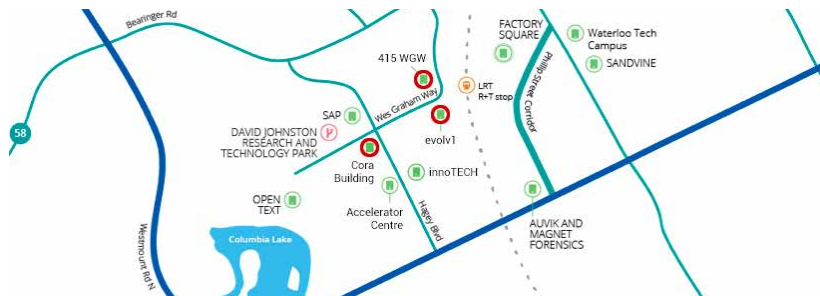 Bearinger Rd
FACTORY
SQUARE
Waterloo Tech
Campus
SANDVINE
415 WGW
LRT
R+T stop
Phillip Street Corridor
Wes Graham Way
SAP
58
DAVID JOHNSTON
RESEARCH AND
TECHNOLOGY PARK
evolv1
Cora
Building
innoTECH
OPEN
TEXT
Accelerator
Centre
Hagey Blvd
AUVIK AND
MAGNET
FORENSICS
Westmount Rd N
Columbia Lake